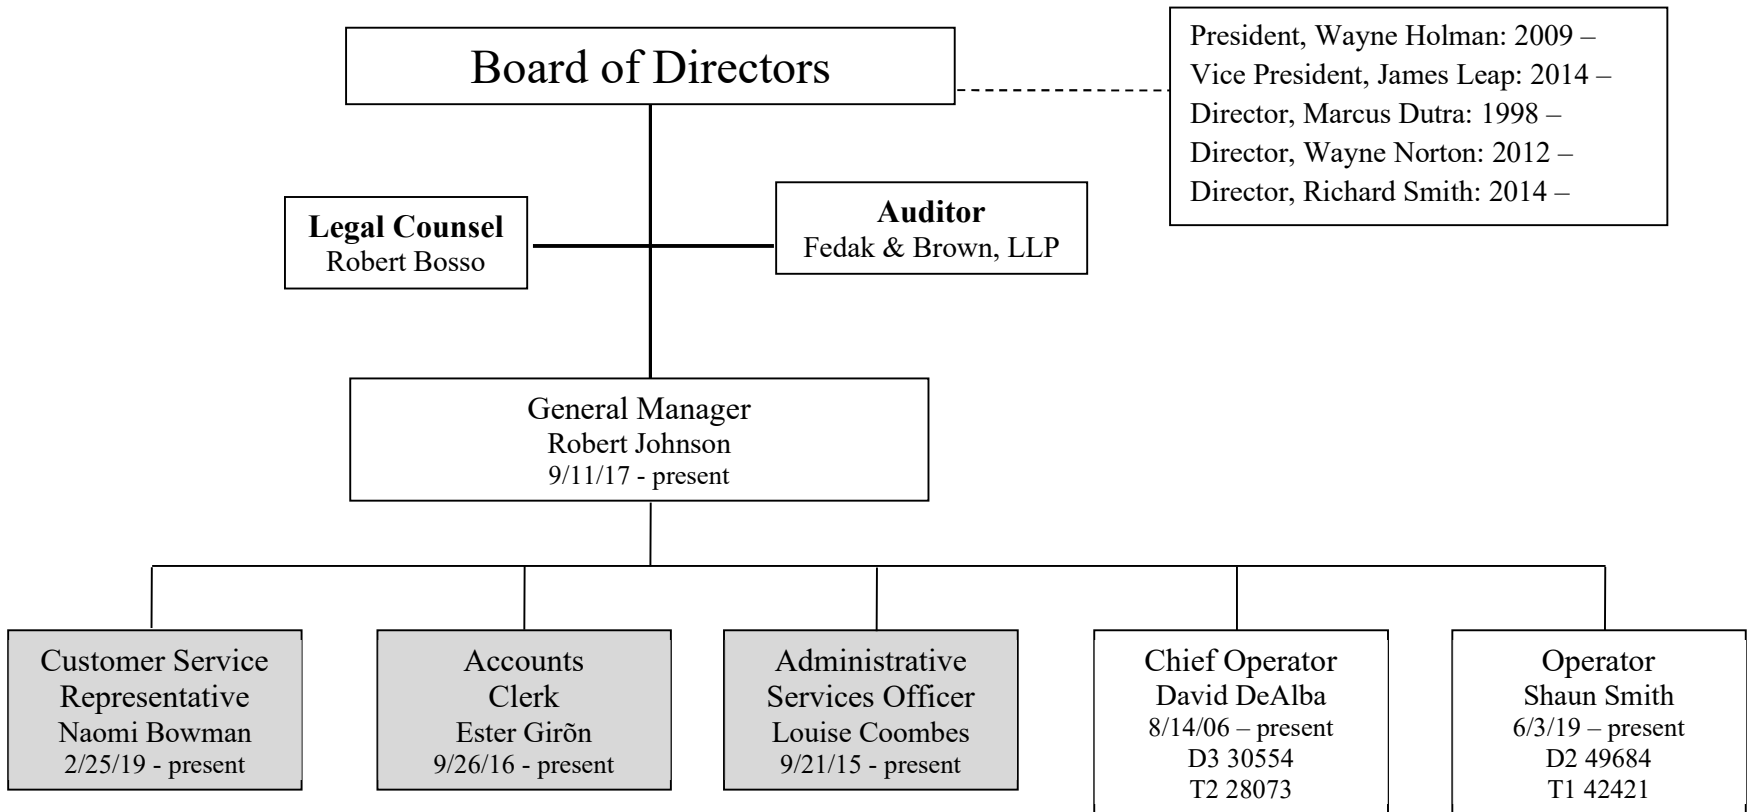 Board of Directors
President, Wayne Holman: 2009 –
Vice President, James Leap: 2014 –
Director, Marcus Dutra: 1998 –
Director, Wayne Norton: 2012 –
Director, Richard Smith: 2014 –
Legal Counsel
Robert Bosso
Auditor
Fedak & Brown, LLP
General Manager
Robert Johnson
9/11/17 - present
Customer Service
Representative
Naomi Bowman
2/25/19 - present
Accounts
Clerk
Ester Girõn
9/26/16 - present
Administrative
Services Officer
Louise Coombes
9/21/15 - present
Chief Operator
David DeAlba
8/14/06 – present
D3 30554
T2 28073
Operator
Shaun Smith
6/3/19 – present
D2 49684
T1 42421